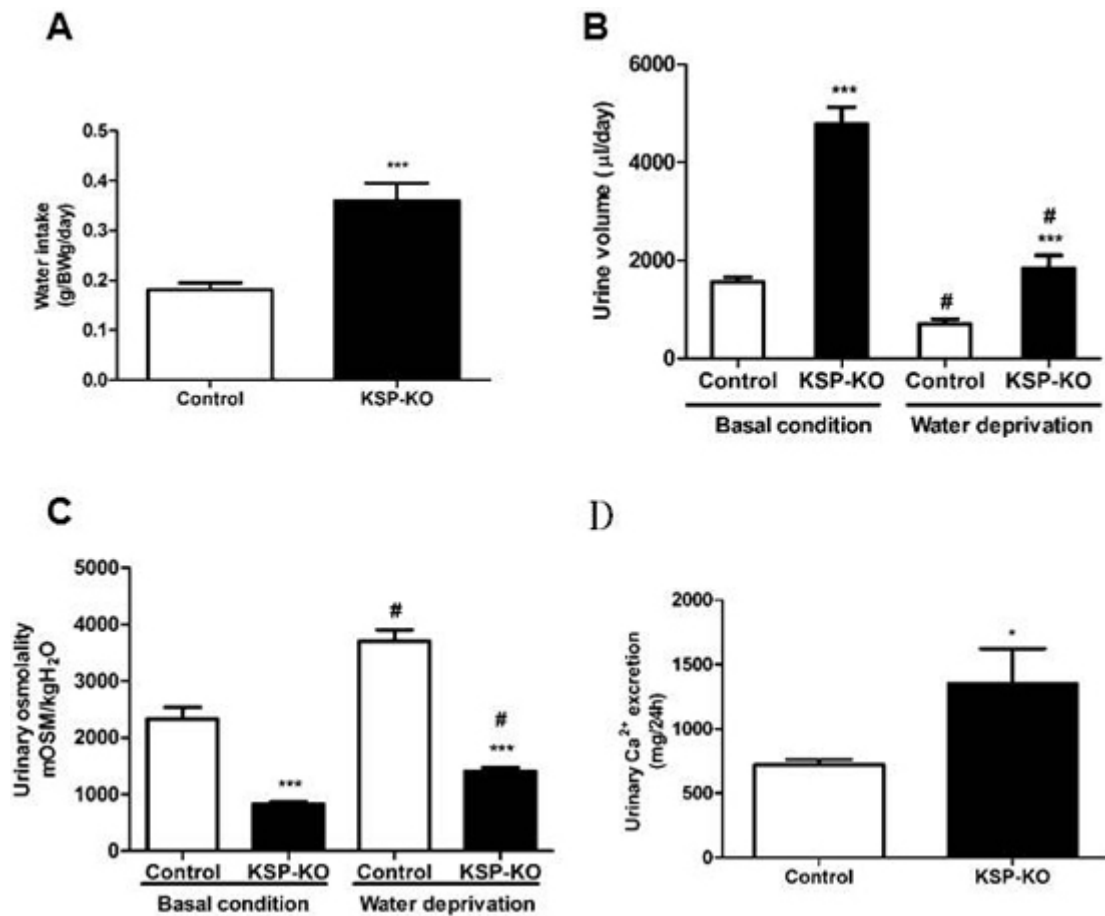 A
Water intake
(g/BWg/day)
0.5
0.4
0.3
0.2
0.1
0.0
***
Control
KSP-KO
B
Urine volume (μl/day)
6000
4000
2000
0
***
#
#
***
Control
KSP-KO
Control
KSP-KO
Basal condition
Water deprivation
C
Urinary osmolality
mOSM/kgH₂O
5000
4000
3000
2000
1000
0
***
#
#
***
Control
KSP-KO
Control
KSP-KO
Basal condition
Water deprivation
D
Urinary Ca²⁺ excretion
(mg/24h)
2000
1500
1000
500
0
*
Control
KSP-KO